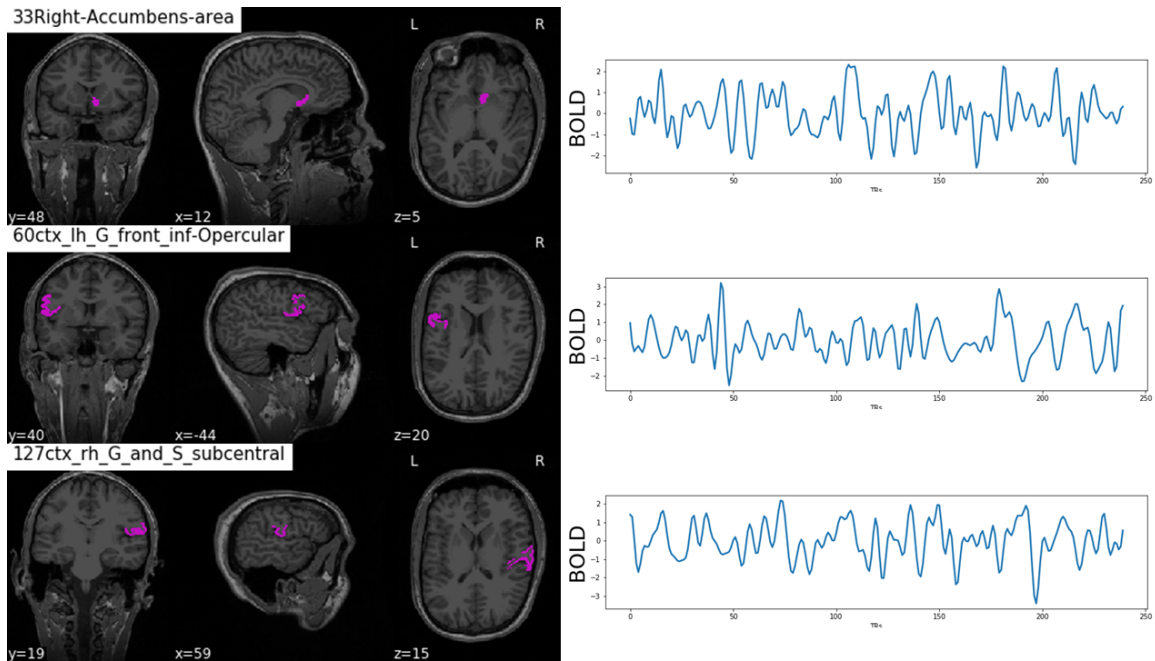 33Right-Accumbens-area
L R
y=48 x=12 z=5
BOLD
2
1
0
−1
−2
0 50 100 150 200 250
TRs
60ctx_lh_G_front_inf-Opercular
L R
y=40 x=-44 z=20
BOLD
3
2
1
0
−1
−2
0 50 100 150 200 250
TRs
127ctx_rh_G_and_S_subcentral
L R
y=19 x=59 z=15
BOLD
2
1
0
−1
−2
−3
0 50 100 150 200 250
TRs